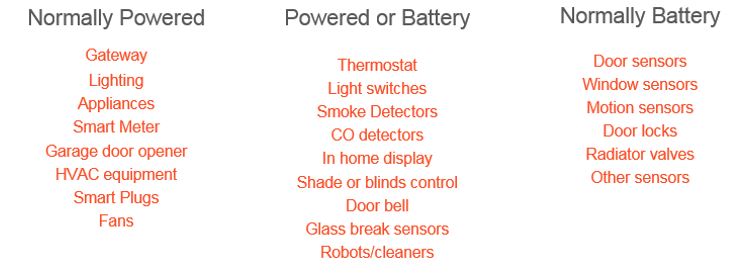 Normally Powered
Gateway
Lighting
Appliances
Smart Meter
Garage door opener
HVAC equipment
Smart Plugs
Fans
Powered or Battery
Thermostat
Light switches
Smoke Detectors
CO detectors
In home display
Shade or blinds control
Door bell
Glass break sensors
Robots/cleaners
Normally Battery
Door sensors
Window sensors
Motion sensors
Door locks
Radiator valves
Other sensors